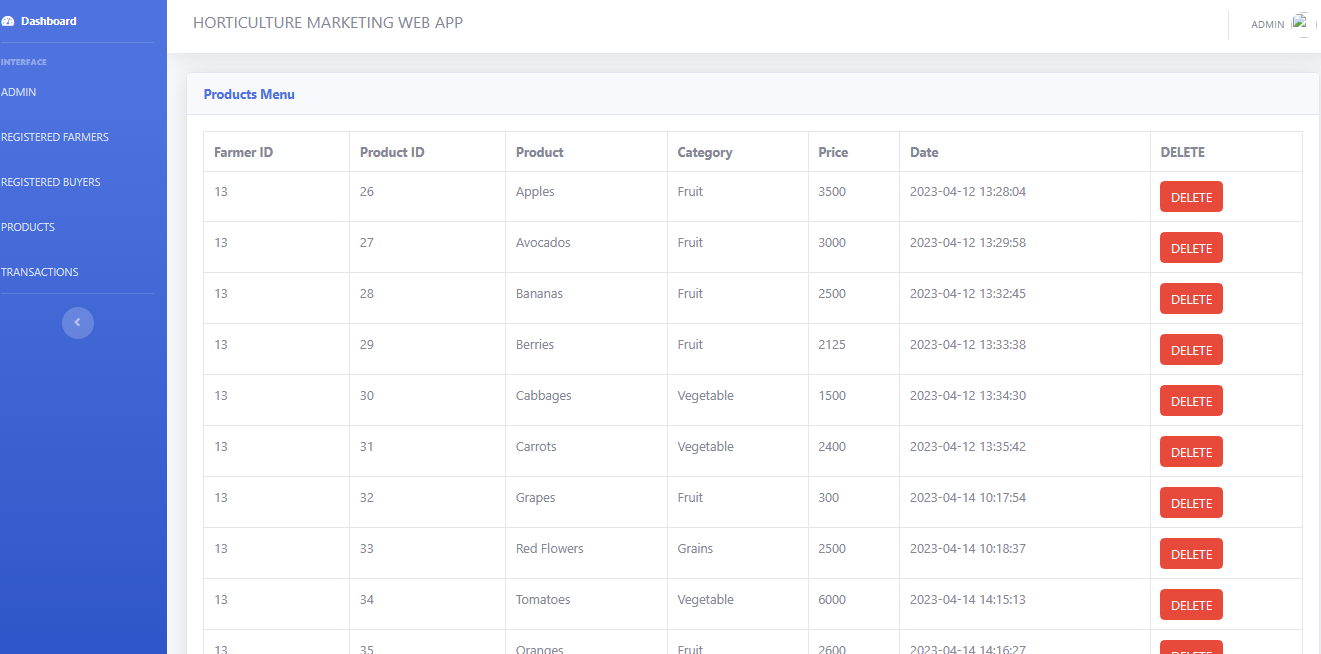 Dashboard
HORTICULTURE MARKETING WEB APP
ADMIN
INTERFACE
ADMIN
REGISTERED FARMERS
REGISTERED BUYERS
PRODUCTS
TRANSACTIONS
Products Menu
Farmer ID Product ID Product Category Price Date DELETE
13 26 Apples Fruit 3500 2023-04-12 13:28:04 DELETE
13 27 Avocados Fruit 3000 2023-04-12 13:29:58 DELETE
13 28 Bananas Fruit 2500 2023-04-12 13:32:45 DELETE
13 29 Berries Fruit 2125 2023-04-12 13:33:38 DELETE
13 30 Cabbages Vegetable 1500 2023-04-12 13:34:30 DELETE
13 31 Carrots Vegetable 2400 2023-04-12 13:35:42 DELETE
13 32 Grapes Fruit 300 2023-04-14 10:17:54 DELETE
13 33 Red Flowers Grains 2500 2023-04-14 10:18:37 DELETE
13 34 Tomatoes Vegetable 6000 2023-04-14 14:15:13 DELETE
13 35 Oranges Fruit 2600 2023-04-14 14:16:27 DELETE